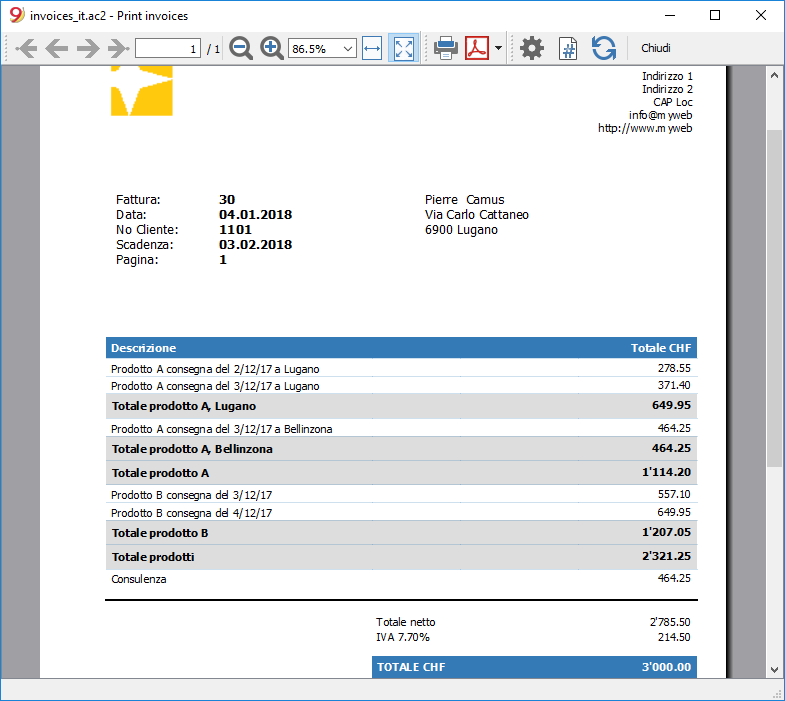 invoices_it.ac2 - Print invoices
1 / 1 86.5% Chiudi
Indirizzo 1
Indirizzo 2
CAP Loc
info@myweb
http://www.myweb
Fattura: 30
Data: 04.01.2018
No Cliente: 1101
Scadenza: 03.02.2018
Pagina: 1
Pierre Camus
Via Carlo Cattaneo
6900 Lugano
Descrizione Totale CHF
Prodotto A consegna del 2/12/17 a Lugano 278.55
Prodotto A consegna del 3/12/17 a Lugano 371.40
Totale prodotto A, Lugano 649.95
Prodotto A consegna del 3/12/17 a Bellinzona 464.25
Totale prodotto A, Bellinzona 464.25
Totale prodotto A 1'114.20
Prodotto B consegna del 3/12/17 557.10
Prodotto B consegna del 4/12/17 649.95
Totale prodotto B 1'207.05
Totale prodotti 2'321.25
Consulenza 464.25
Totale netto 2'785.50
IVA 7.70% 214.50
TOTALE CHF 3'000.00